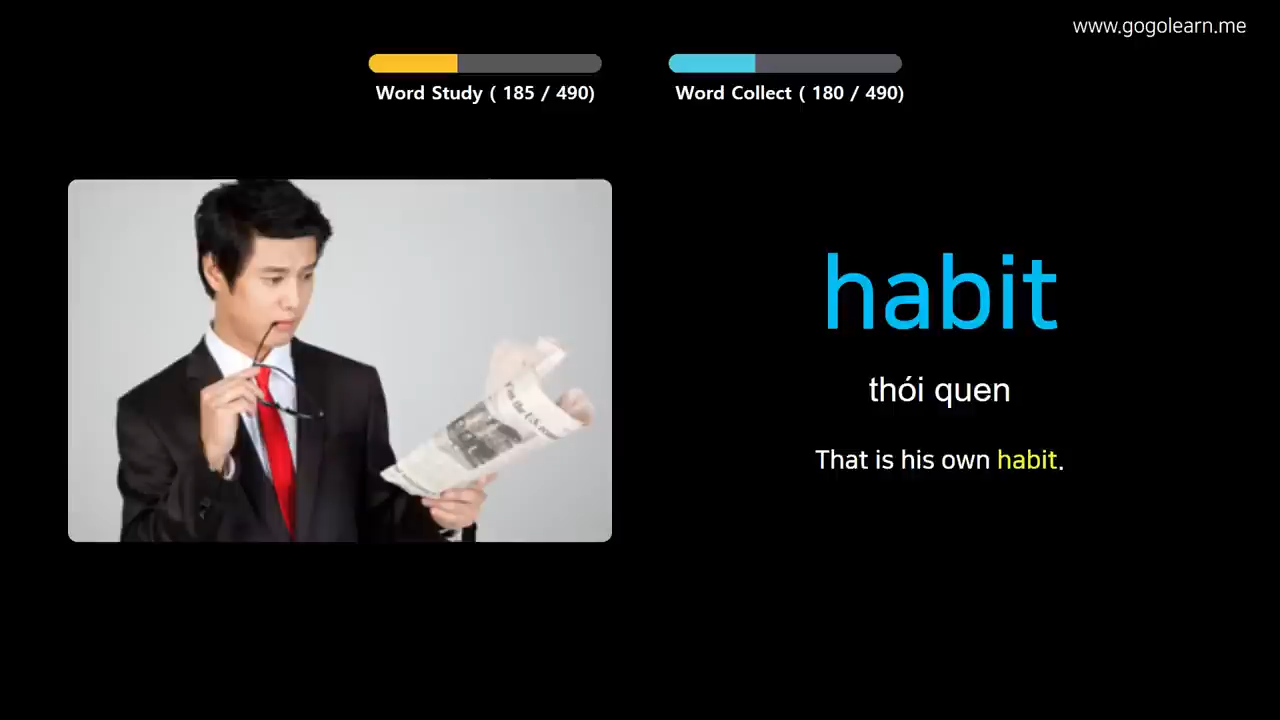 www.gogolearn.me
Word Study ( 185 / 490)
Word Collect ( 180 / 490)
habit
thói quen
That is his own habit.